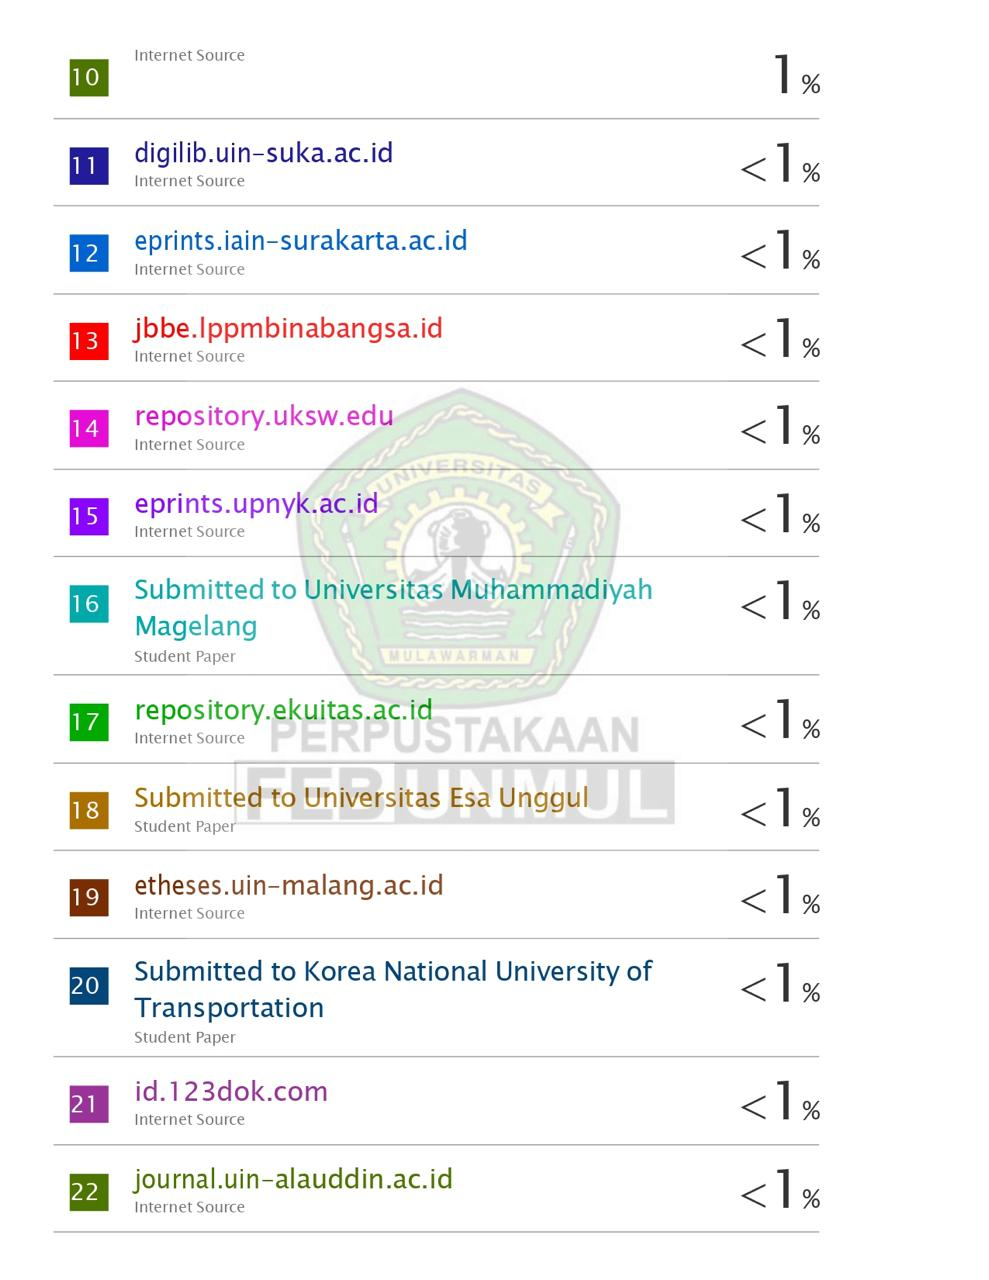 Internet Source
10
1%
11
digilib.uin-suka.ac.id
<1%
Internet Source
12
eprints.iain-surakarta.ac.id
<1%
Internet Source
13
jbbe.lppmbinabangsa.id
<1%
Internet Source
14
repository.uksw.edu
<1%
Internet Source
UNIVERSITAS
15
eprints.upnyk.ac.id
<1%
Internet Source
16
Submitted to Universitas Muhammadiyah
Magelang
<1%
Student Paper
MULAWARMAN
17
repository.ekuitas.ac.id
<1%
Internet Source
PERPUSTAKAAN
FEB UNMUL
18
Submitted to Universitas Esa Unggul
<1%
Student Paper
19
etheses.uin-malang.ac.id
<1%
Internet Source
20
Submitted to Korea National University of
Transportation
<1%
Student Paper
21
id.123dok.com
<1%
Internet Source
22
journal.uin-alauddin.ac.id
<1%
Internet Source